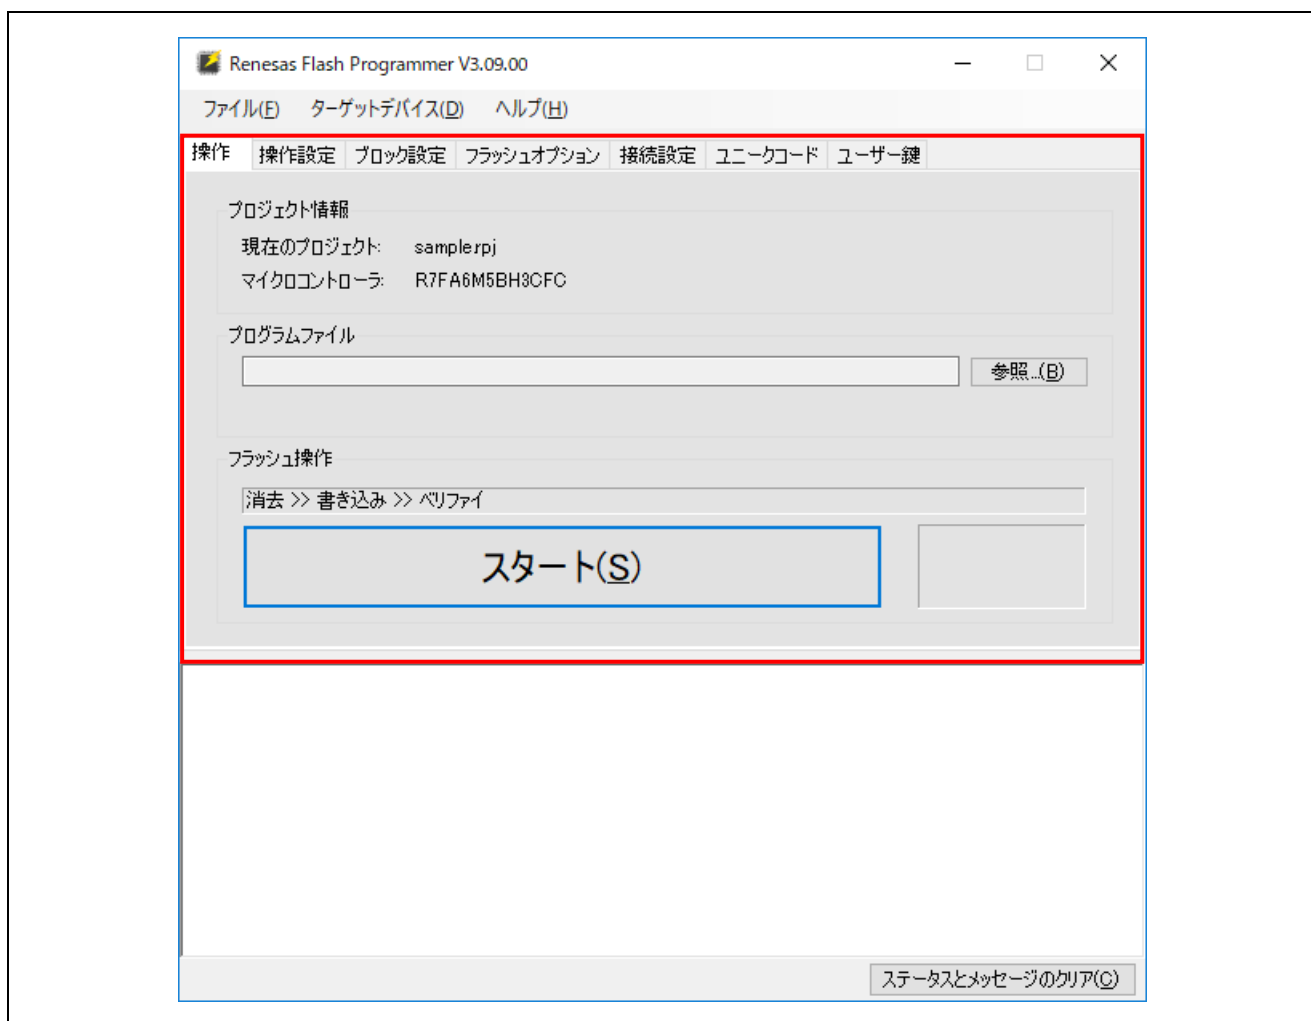 Renesas Flash Programmer V3.09.00
ファイル(F) ターゲットデバイス(D) ヘルプ(H)
操作 操作設定 ブロック設定 フラッシュオプション 接続設定 ユニークコード ユーザー鍵
プロジェクト情報
現在のプロジェクト: sample.rpj
マイクロコントローラ: R7FA6M5BH3CFC
プログラムファイル
参照...(B)
フラッシュ操作
消去 >> 書き込み >> ベリファイ
スタート(S)
ステータスとメッセージのクリア(C)